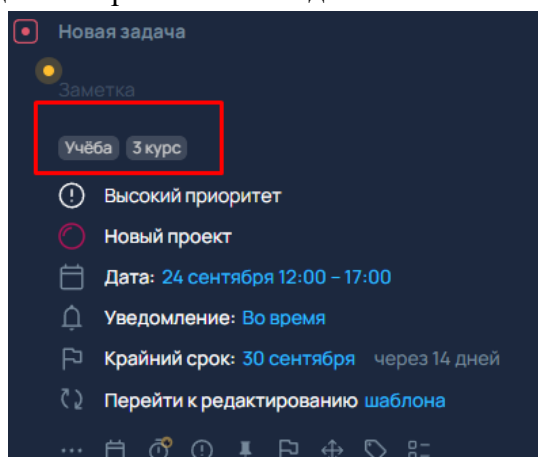 Новая задача
Заметка
Учёба 3 курс
Высокий приоритет
Новый проект
Дата: 24 сентября 12:00 – 17:00
Уведомление: Во время
Крайний срок: 30 сентября через 14 дней
Перейти к редактированию шаблона